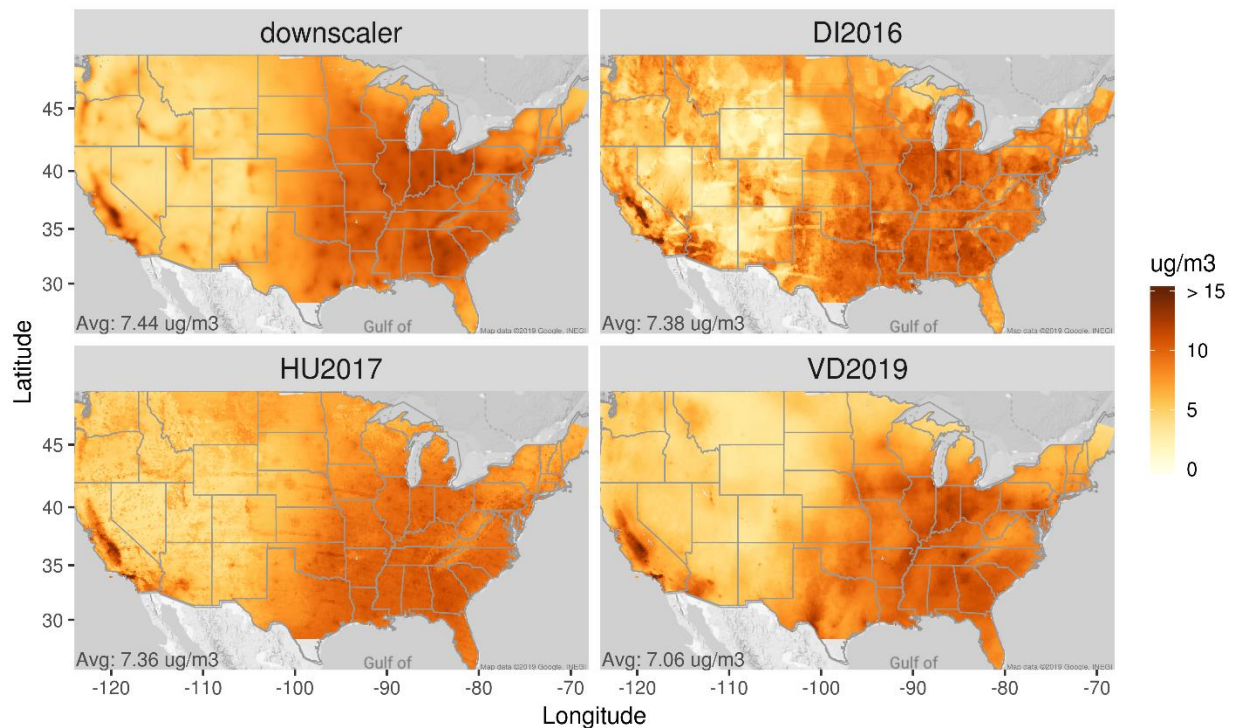 downscaler
DI2016
45
40
35
30
Avg: 7.44 ug/m3
Gulf of
Map data ©2019 Google, INEGI
Avg: 7.38 ug/m3
Gulf of
Map data ©2019 Google, INEGI
ug/m3
> 15
10
5
0
Latitude
HU2017
VD2019
45
40
35
30
Avg: 7.36 ug/m3
Gulf of
Map data ©2019 Google, INEGI
Avg: 7.06 ug/m3
Gulf of
Map data ©2019 Google, INEGI
-120 -110 -100 -90 -80 -70
-120 -110 -100 -90 -80 -70
Longitude